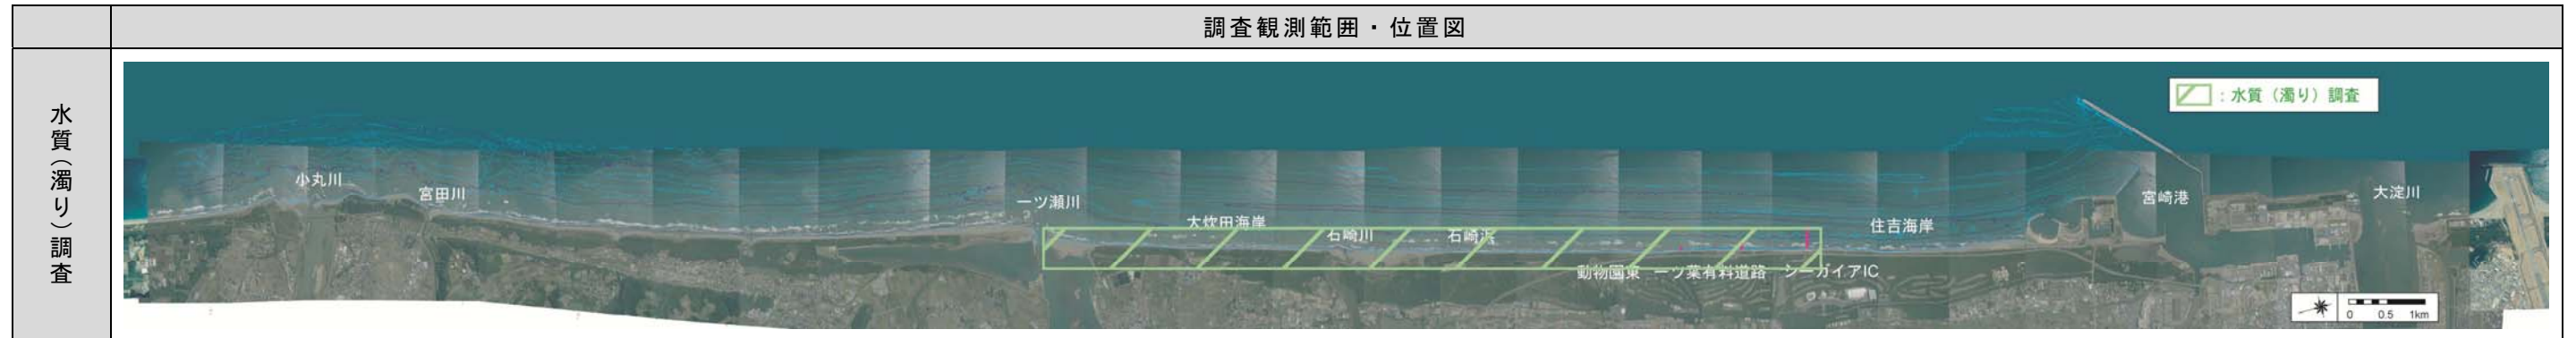 調査観測範囲・位置図
水質（濁り）調査
：水質（濁り）調査
小丸川
宮田川
一ツ瀬川
大炊田海岸
石崎川
石崎浜
住吉海岸
宮崎港
大淀川
動物園東
一ツ葉有料道路
シーガイアIC
0 0.5 1km